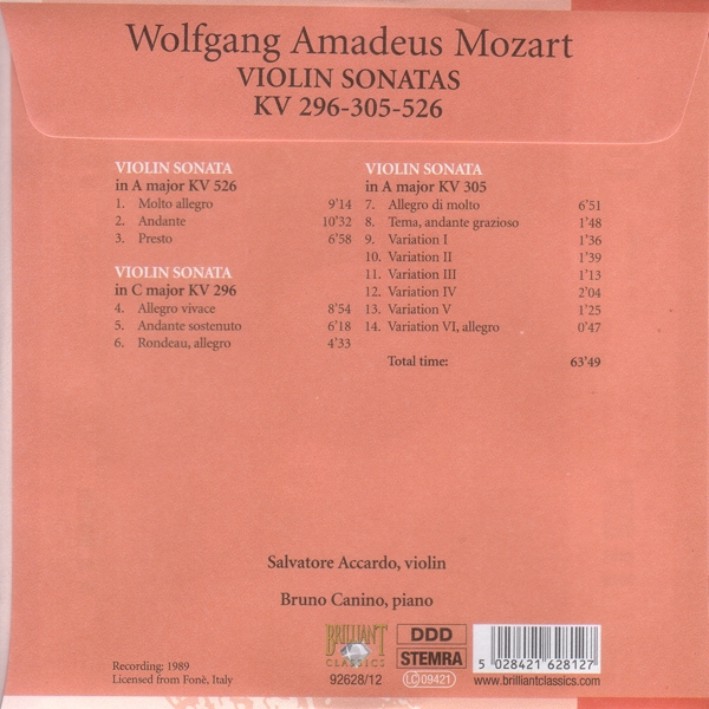 Wolfgang Amadeus Mozart
VIOLIN SONATAS
KV 296-305-526
VIOLIN SONATA
in A major KV 526
1. Molto allegro 9'14
2. Andante 10'32
3. Presto 6'58
VIOLIN SONATA
in C major KV 296
4. Allegro vivace 8'54
5. Andante sostenuto 6'18
6. Rondeau, allegro 4'33
VIOLIN SONATA
in A major KV 305
7. Allegro di molto 6'51
8. Tema, andante grazioso 1'48
9. Variation I 1'36
10. Variation II 1'39
11. Variation III 1'13
12. Variation IV 2'04
13. Variation V 1'25
14. Variation VI, allegro 0'47
Total time: 63'49
Salvatore Accardo, violin
Bruno Canino, piano
Recording: 1989
Licensed from Fonè, Italy
BRILLIANT
CLASSICS
92628/12
DDD
STEMRA
LC 09421
5 028421 628127
www.brilliantclassics.com